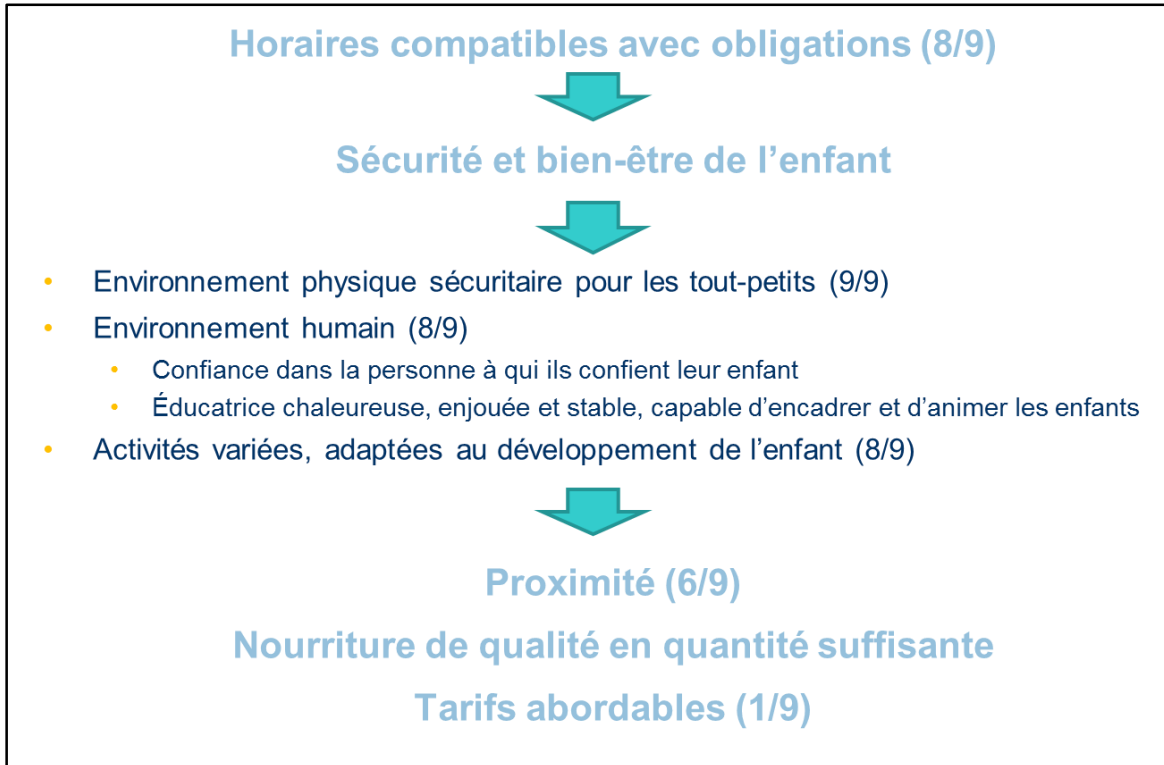 Horaires compatibles avec obligations (8/9)
Sécurité et bien-être de l’enfant
• Environnement physique sécuritaire pour les tout-petits (9/9)
• Environnement humain (8/9)
• Confiance dans la personne à qui ils confient leur enfant
• Éducatrice chaleureuse, enjouée et stable, capable d’encadrer et d’animer les enfants
• Activités variées, adaptées au développement de l’enfant (8/9)
Proximité (6/9)
Nourriture de qualité en quantité suffisante
Tarifs abordables (1/9)